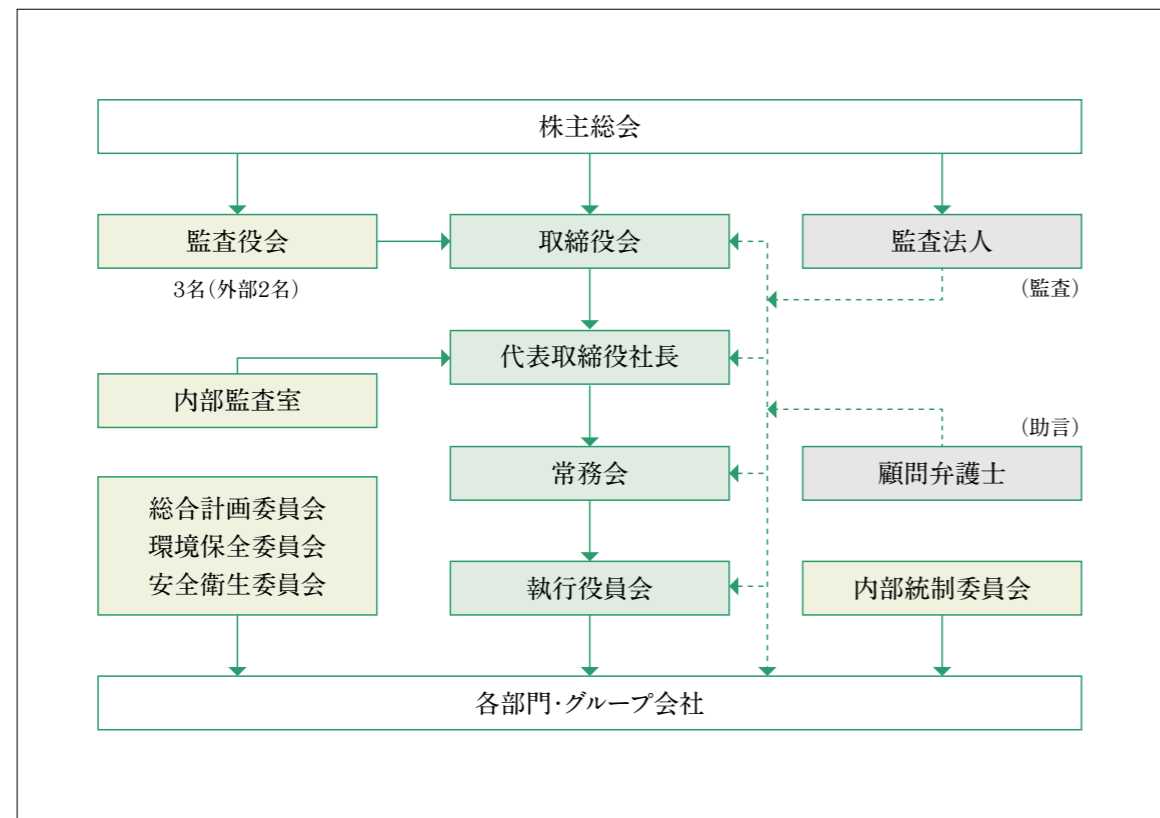 株主総会
監査役会
取締役会
監査法人
3名(外部2名)
(監査)
代表取締役社長
内部監査室
(助言)
常務会
顧問弁護士
総合計画委員会
環境保全委員会
安全衛生委員会
執行役員会
内部統制委員会
各部門・グループ会社